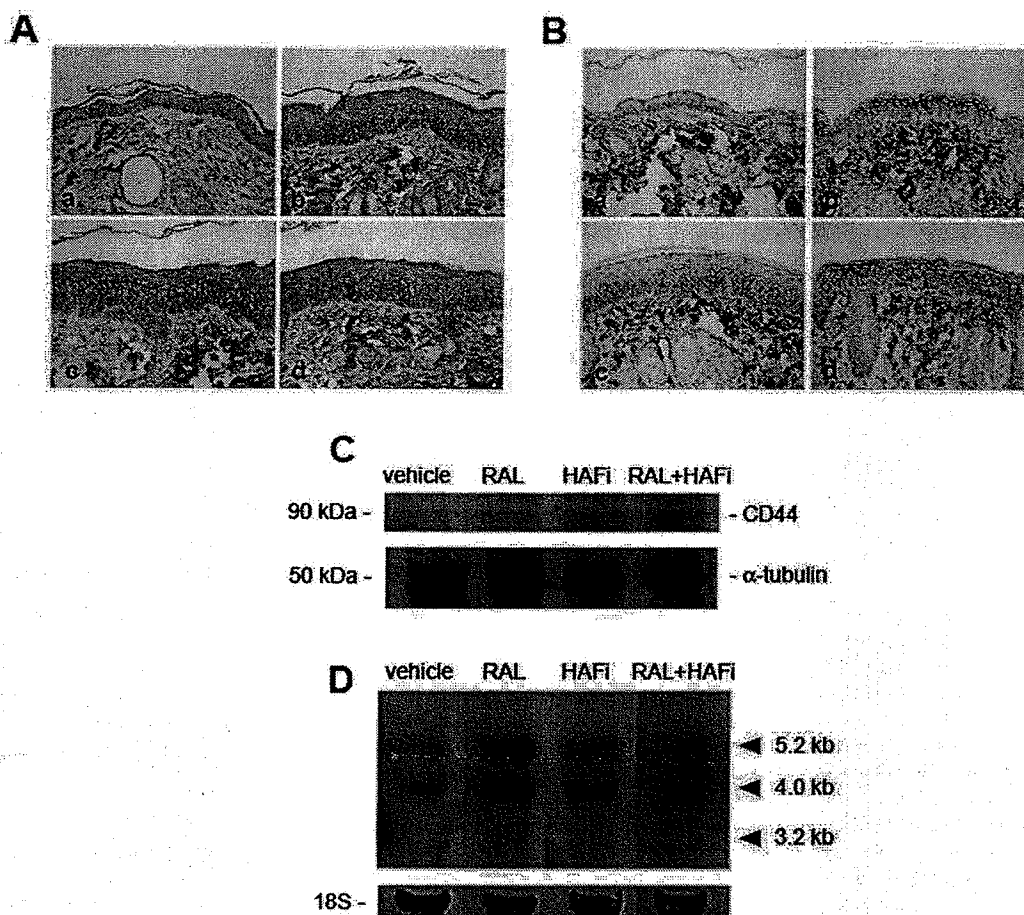 A
B
a
b
c
d
c
d
C
vehicle RAL HAFi RAL+HAFi
90 kDa - - CD44
50 kDa - - α-tubulin
D
vehicle RAL HAFi RAL+HAFi
5.2 kb
4.0 kb
3.2 kb
18S -